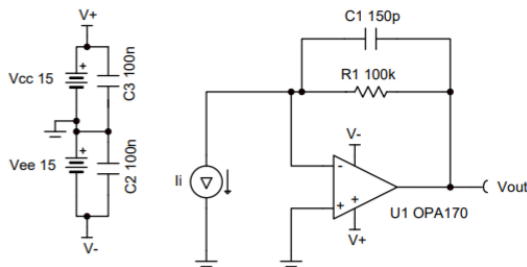 V+
Vcc 15
+
C3 100n
Vee 15
+
C2 100n
V-
C1 150p
R1 100k
Ii
V-
-
+
+
V+
U1 OPA170
Vout